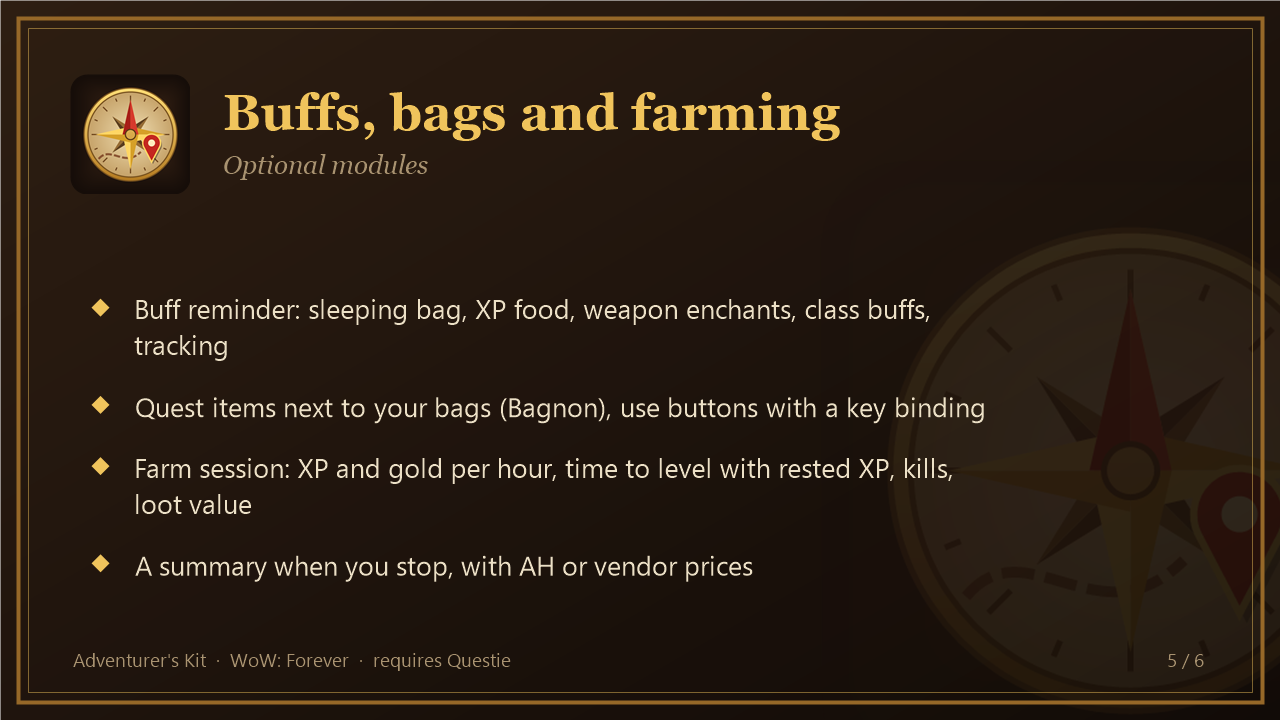 Buffs, bags and farming
Optional modules
Buff reminder: sleeping bag, XP food, weapon enchants, class buffs,
tracking
Quest items next to your bags (Bagnon), use buttons with a key binding
Farm session: XP and gold per hour, time to level with rested XP, kills,
loot value
A summary when you stop, with AH or vendor prices
Adventurer's Kit · WoW: Forever · requires Questie
5 / 6